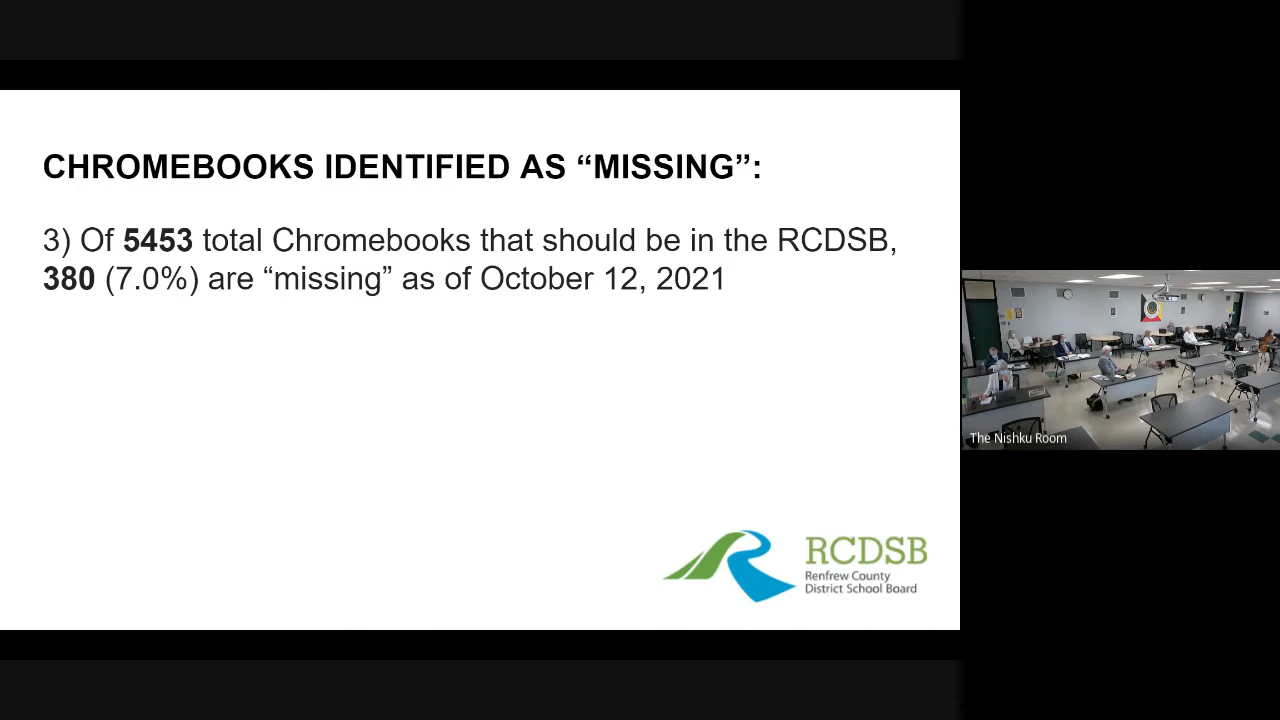 CHROMEBOOKS IDENTIFIED AS “MISSING”:
3) Of 5453 total Chromebooks that should be in the RCDSB,
380 (7.0%) are “missing” as of October 12, 2021
RCDSB
Renfrew County
District School Board
The Nishku Room